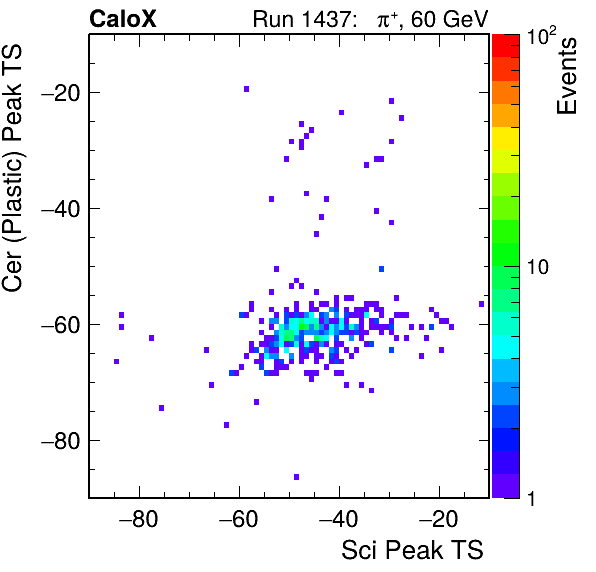 CaloX Run 1437: π⁺, 60 GeV
Cer (Plastic) Peak TS
−20
−40
−60
−80
−80 −60 −40 −20
Sci Peak TS
10²
10
1
Events